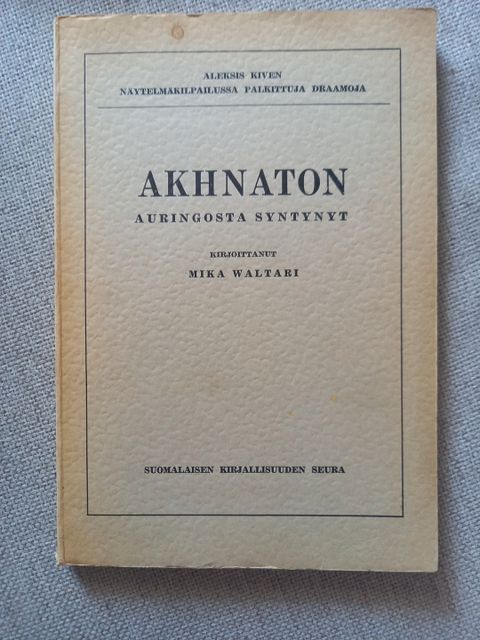 ALEKSIS KIVEN
NÄYTELMÄKILPAILUSSA PALKITTUJA DRAAMOJA
AKHNATON
AURINGOSTA SYNTYNYT
KIRJOITTANUT
MIKA WALTARI
SUOMALAISEN KIRJALLISUUDEN SEURA